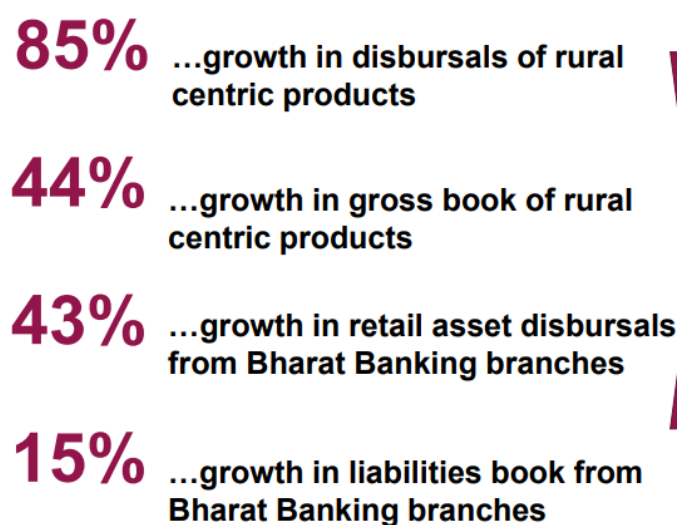 85% ...growth in disbursals of rural
centric products
44% ...growth in gross book of rural
centric products
43% ...growth in retail asset disbursals
from Bharat Banking branches
15% ...growth in liabilities book from
Bharat Banking branches